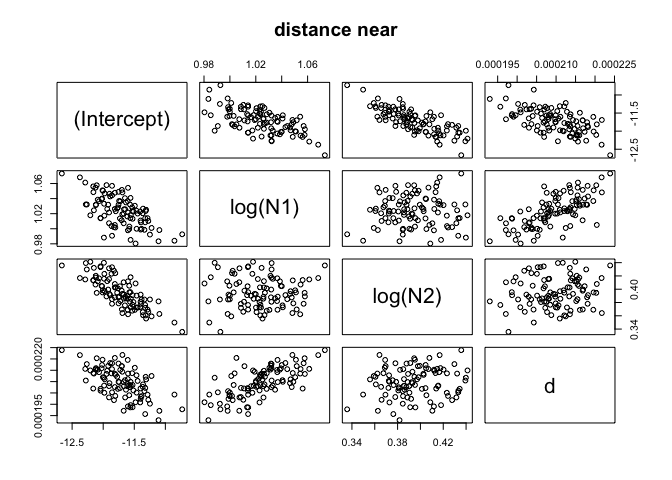 distance near
0.98 1.02 1.06 0.000195 0.000210 0.000225
(Intercept)
-12.5 -11.5
0.98 1.02 1.06
log(N1)
log(N2)
0.34 0.40
0.000195 0.000220
d
-12.5 -11.5 0.34 0.38 0.42